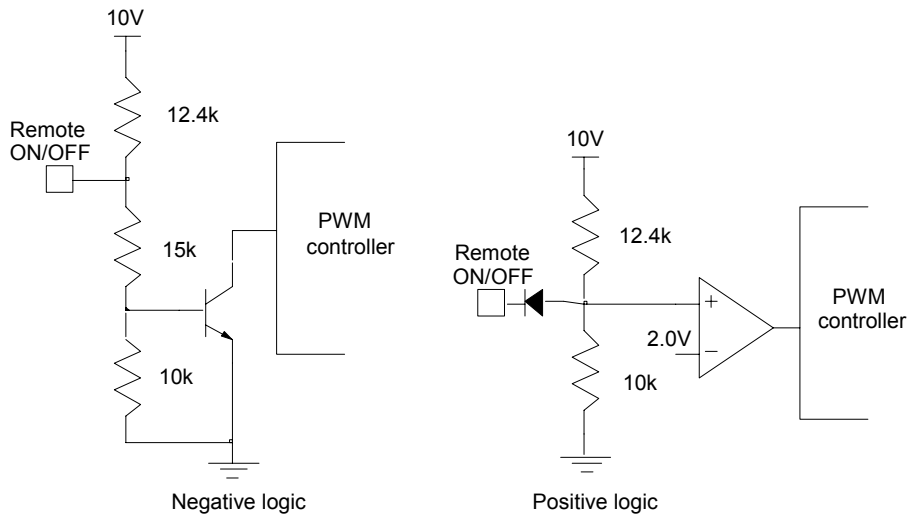 10V
12.4k
Remote
ON/OFF
15k
10k
PWM
controller
Negative logic
10V
12.4k
Remote
ON/OFF
2.0V
+
−
10k
PWM
controller
Positive logic